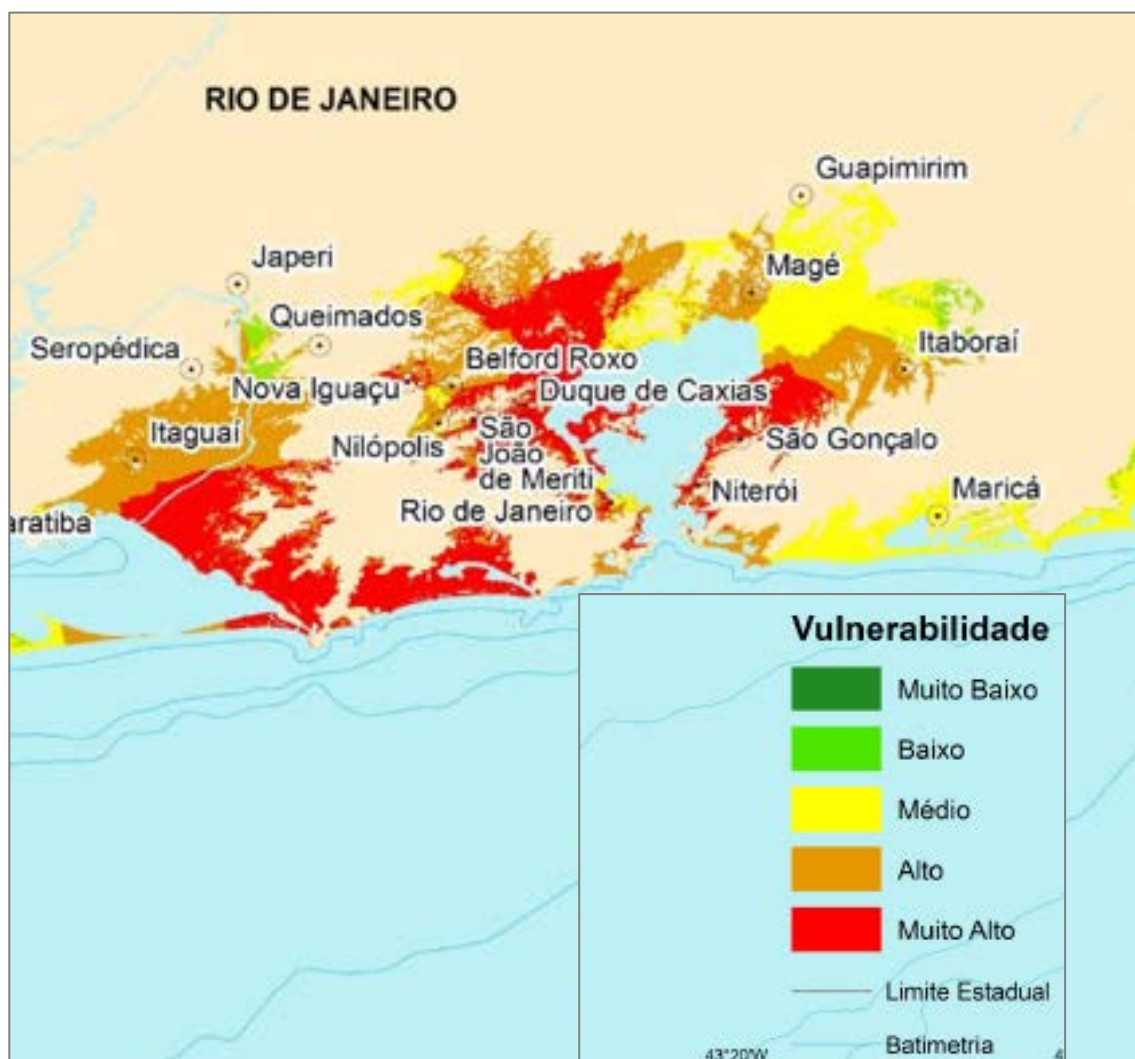 RIO DE JANEIRO
Guapimirim
Japeri
Magé
Queimados
Seropédica
Itaboraí
Belford Roxo
Nova Iguaçu
Duque de Caxias
Itaguaí
São
João
de Meriti
Nilópolis
São Gonçalo
Niterói
Maricá
Rio de Janeiro
aratiba
Vulnerabilidade
Muito Baixo
Baixo
Médio
Alto
Muito Alto
Limite Estadual
Batimetria
43°20'W
4